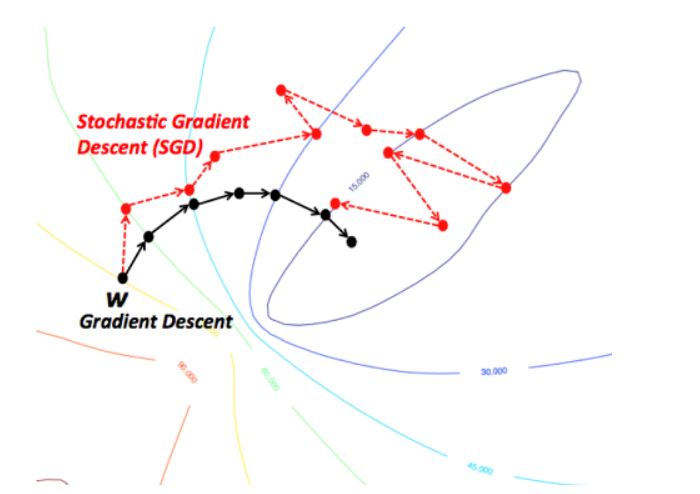 Stochastic Gradient
Descent (SGD)
15,000
W
Gradient Descent
90,000
60,000
30,000
45,000